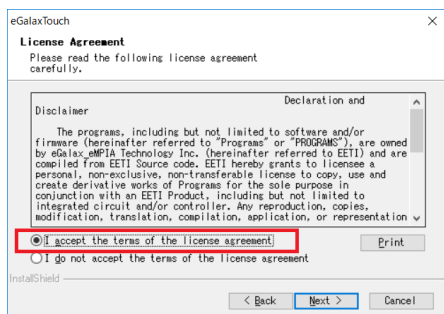 eGalaxTouch
License Agreement
Please read the following license agreement
carefully.
Declaration and
Disclaimer
The programs, including but not limited to software and/or
firmware (hereinafter referred to "Programs" or "PROGRAMS"), are owned
by eGalax_eMPIA Technology Inc. (hereinafter referred to EETI) and are
compiled from EETI Source code. EETI hereby grants to licensee a
personal, non-exclusive, non-transferable license to copy, use and
create derivative works of Programs for the sole purpose in
conjunction with an EETI Product, including but not limited to
integrated circuit and/or controller. Any reproduction, copies,
modification, translation, compilation, application, or representation
I accept the terms of the license agreement
Print
I do not accept the terms of the license agreement
InstallShield
< Back Next > Cancel